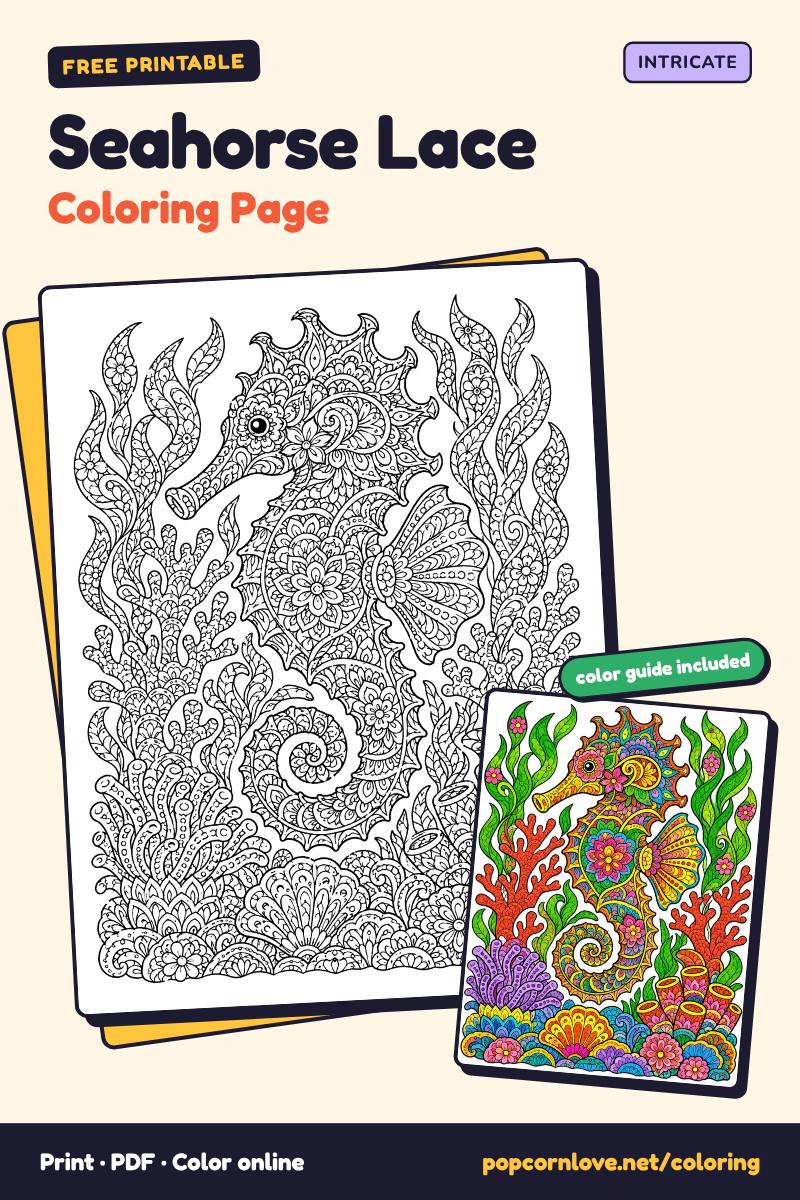 FREE PRINTABLE
INTRICATE
Seahorse Lace
Coloring Page
color guide included
Print · PDF · Color online
popcornlove.net/coloring